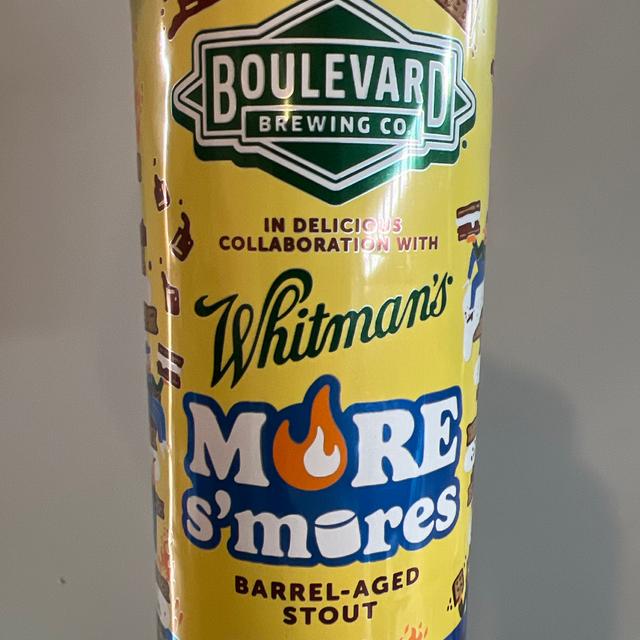 BOULEVARD
BREWING CO.
IN DELICIOUS
COLLABORATION WITH
Whitman's
MORE
s'mores
BARREL-AGED
STOUT